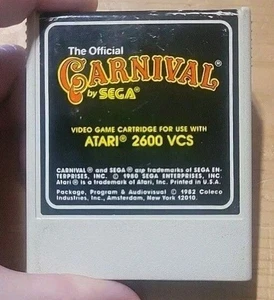 The Official
CARNIVAL®
by SEGA®
VIDEO GAME CARTRIDGE FOR USE WITH
ATARI® 2600 VCS
CARNIVAL® and SEGA® are trademarks of SEGA EN-
TERPRISES, INC. © 1980 SEGA ENTERPRISES, INC.
Atari® is a trademark of Atari, Inc. Printed in U.S.A.
Package, Program & Audiovisual © 1982 Coleco
Industries, Inc., Amsterdam, New York 12010.